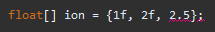 float[] ion = {1f, 2f, 2.5};